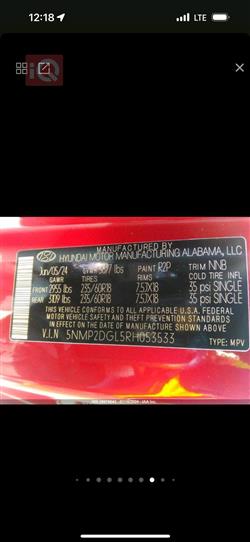 12:18
LTE
IQ
MANUFACTURED BY
HYUNDAI MOTOR MANUFACTURING ALABAMA, LLC
Jun/05/24 GVWR lbs PAINT R2P TRIM NNB
GAWR TIRES RIMS COLD TIRE INFL
FRONT 2955 lbs 235/60R18 7.5JX18 35 psi SINGLE
REAR 3109 lbs 235/60R18 7.5JX18 35 psi SINGLE
THIS VEHICLE CONFORMS TO ALL APPLICABLE U.S.A. FEDERAL
MOTOR VEHICLE SAFETY AND THEFT PREVENTION STANDARDS
IN EFFECT ON THE DATE OF MANUFACTURE SHOWN ABOVE.
V.I.N 5NMP2DGL5RH053533
TYPE: MPV